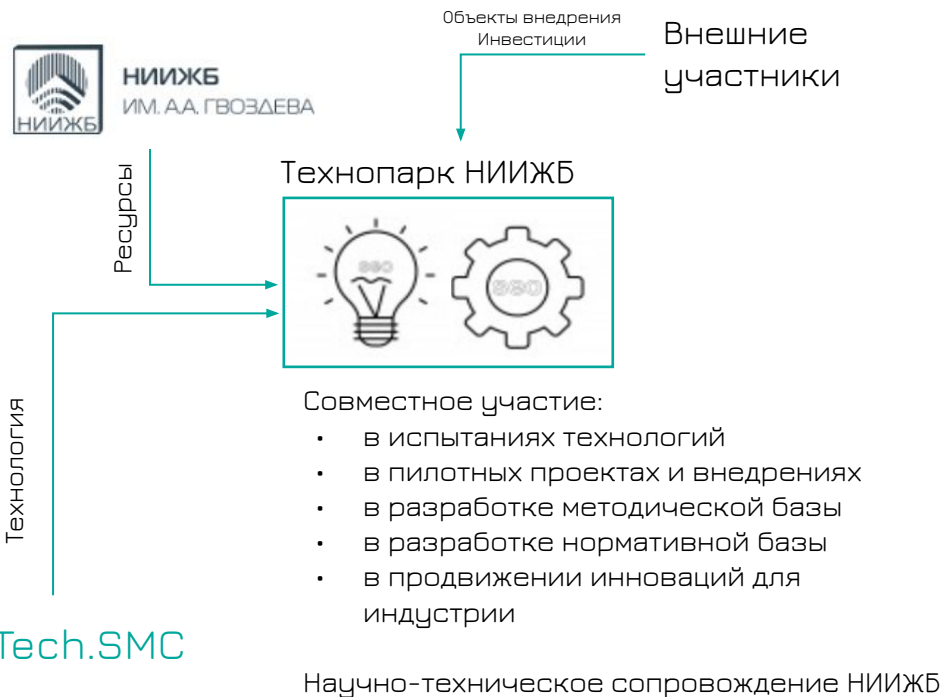 Объекты внедрения
Инвестиции
Внешние
участники
НИИЖБ
НИИЖБ
ИМ. А.А. ГВОЗДЕВА
Технопарк НИИЖБ
Ресурсы
Технология
Совместное участие:
• в испытаниях технологий
• в пилотных проектах и внедрениях
• в разработке методической базы
• в разработке нормативной базы
• в продвижении инноваций для
индустрии
Tech.SMC
Научно-техническое сопровождение НИИЖБ